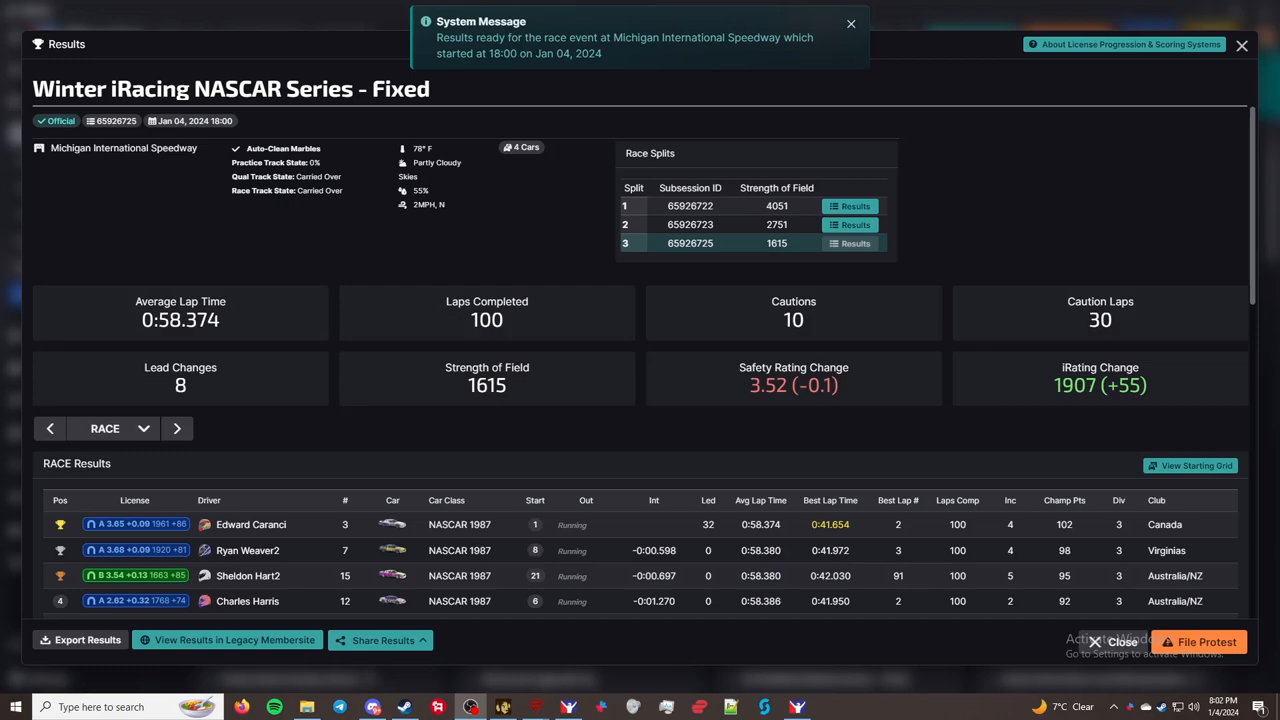 System Message
Results ready for the race event at Michigan International Speedway which
started at 18:00 on Jan 04, 2024
Results
About License Progression & Scoring Systems
Winter iRacing NASCAR Series - Fixed
Official 65926725 Jan 04, 2024 18:00
Michigan International Speedway
Auto-Clean Marbles
Practice Track State: 0%
Qual Track State: Carried Over
Race Track State: Carried Over
78° F
Partly Cloudy
Skies
55%
2MPH, N
4 Cars
Race Splits
Split Subsession ID Strength of Field
1 65926722 4051 Results
2 65926723 2751 Results
3 65926725 1615 Results
Average Lap Time Laps Completed Cautions Caution Laps
0:58.374 100 10 30
Lead Changes Strength of Field Safety Rating Change iRating Change
8 1615 3.52 (-0.1) 1907 (+55)
RACE
RACE Results
View Starting Grid
Pos License Driver # Car Car Class Start Out Int Led Avg Lap Time Best Lap Time Best Lap # Laps Comp Inc Champ Pts Div Club
A 3.65 +0.09 1961 +86 Edward Caranci 3 NASCAR 1987 1 Running 32 0:58.374 0:41.654 2 100 4 102 3 Canada
A 3.68 +0.09 1920 +81 Ryan Weaver2 7 NASCAR 1987 8 Running -0:00.598 0 0:58.380 0:41.972 3 100 4 98 3 Virginias
B 3.54 +0.13 1663 +85 Sheldon Hart2 15 NASCAR 1987 21 Running -0:00.697 0 0:58.380 0:42.030 91 100 5 95 3 Australia/NZ
4 A 2.62 +0.32 1768 +74 Charles Harris 12 NASCAR 1987 6 Running -0:01.270 0 0:58.386 0:41.950 2 100 2 92 3 Australia/NZ
Export Results View Results in Legacy Membersite Share Results
Close File Protest
Activate Windows
Go to Settings to activate Windows.
Type here to search
7°C Clear
8:02 PM
1/4/2024